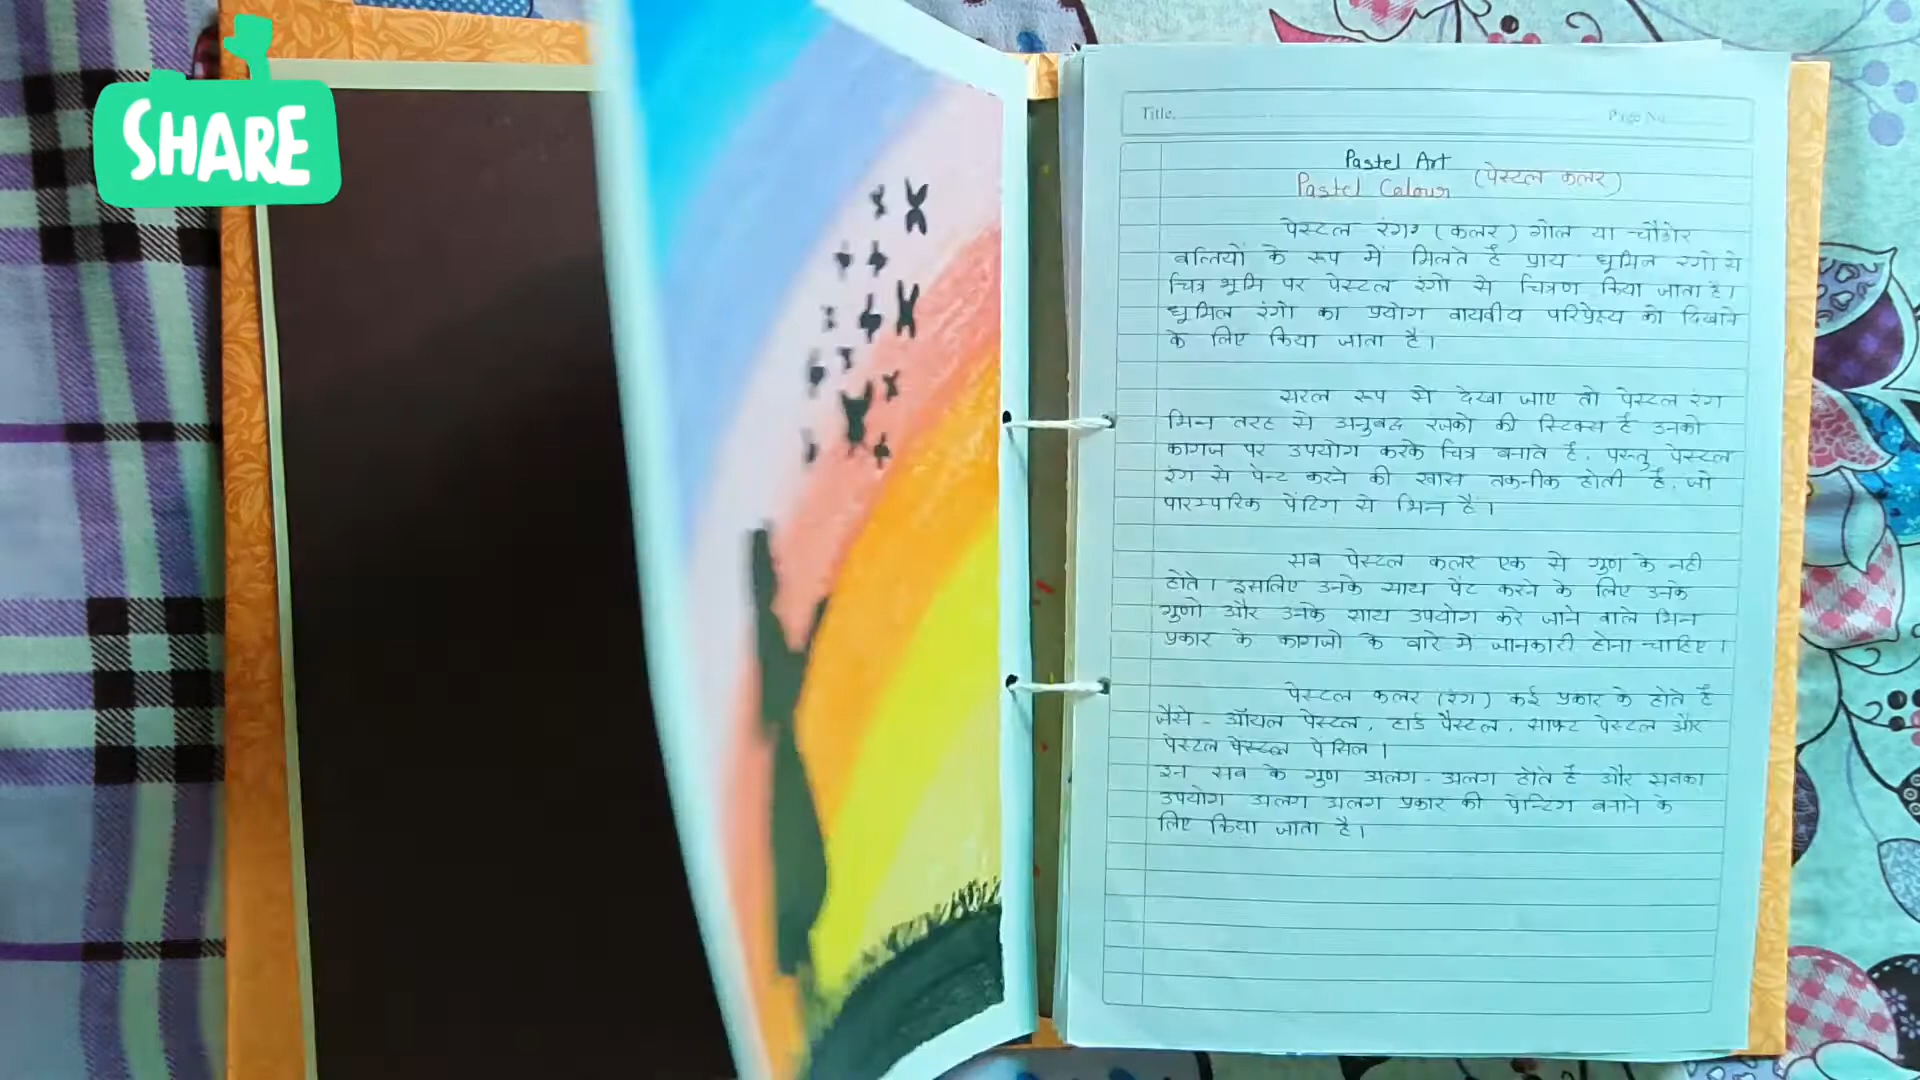 SHARE
Title.
Page No.
Pastel Art
Pastel Colour (पेस्टल कलर)
पेस्टल रंग (कलर) गोल या चौकोर
बत्तियों के रूप में मिलते हैं प्राय धूमिल रंगो से
चित्र भूमि पर पेस्टल रंगो से चित्रण किया जाता है।
धूमिल रंगो का प्रयोग वायवीय परिप्रेक्ष्य को दिखाने
के लिए किया जाता है।
सरल रूप से देखा जाए तो पेस्टल रंग
भिन्न तरह से अनुबद्ध रंजको की स्टिक्स है उनको
कागज पर उपयोग करके चित्र बनाते है. परन्तु पेस्टल
रंग से पेन्ट करने की खास तकनीक होती है. जो
पारम्परिक पेंटिग से भिन्न है।
सब पेस्टल कलर एक से गुण के नही
होते। इसलिए उनके साथ पेंट करने के लिए उनके
गुणो और उनके साथ उपयोग करे जाने वाले भिन्न
प्रकार के कागजो के बारे मे जानकारी होना चाहिए।
पेस्टल कलर (रंग) कई प्रकार के होते हैं
जैसे - ऑयल पेस्टल, हार्ड पैस्टल, साफ्ट पेस्टल और
पेस्टल पेस्टल पेंसिल।
इन सब के गुण अलग - अलग होते हैं और सबका
उपयोग अलग अलग प्रकार की पेन्टिंग बनाने के
लिए किया जाता है।